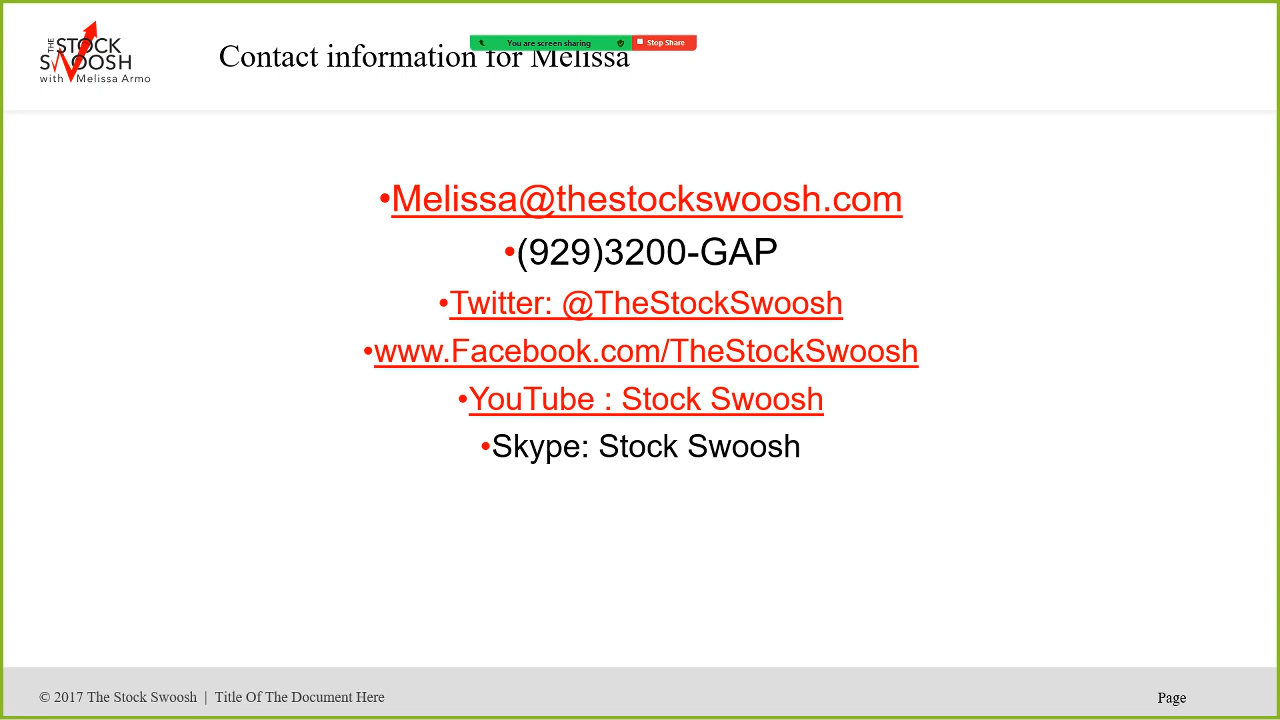 THE STOCK
SWOOSH
with Melissa Armo
Contact information for Melissa
You are screen sharing
Stop Share
•Melissa@thestockswoosh.com
•(929)3200-GAP
•Twitter: @TheStockSwoosh
•www.Facebook.com/TheStockSwoosh
•YouTube : Stock Swoosh
•Skype: Stock Swoosh
© 2017 The Stock Swoosh | Title Of The Document Here
Page